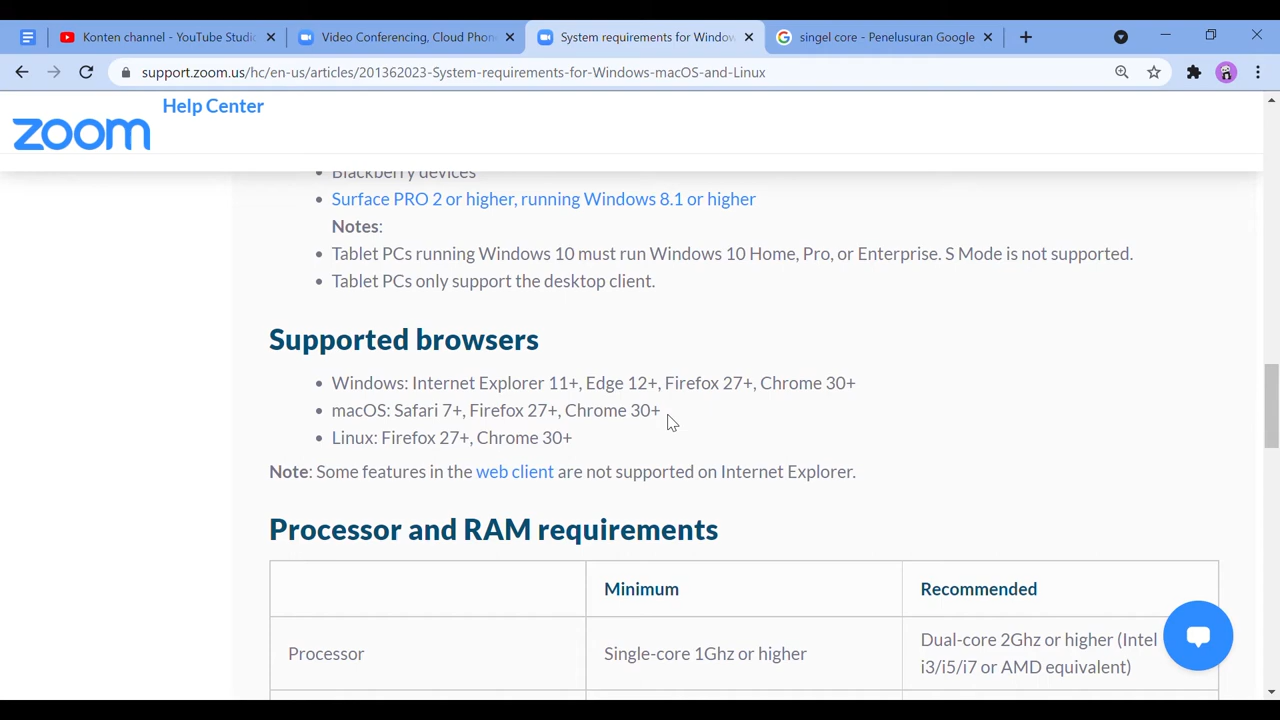 Konten channel - YouTube Studi
Video Conferencing, Cloud Phon
System requirements for Window
singel core - Penelusuran Google
support.zoom.us/hc/en-us/articles/201362023-System-requirements-for-Windows-macOS-and-Linux
zoom
Help Center
Blackberry devices
Surface PRO 2 or higher, running Windows 8.1 or higher
Notes:
Tablet PCs running Windows 10 must run Windows 10 Home, Pro, or Enterprise. S Mode is not supported.
Tablet PCs only support the desktop client.
Supported browsers
Windows: Internet Explorer 11+, Edge 12+, Firefox 27+, Chrome 30+
macOS: Safari 7+, Firefox 27+, Chrome 30+
Linux: Firefox 27+, Chrome 30+
Note: Some features in the web client are not supported on Internet Explorer.
Processor and RAM requirements
Minimum
Recommended
Processor
Single-core 1Ghz or higher
Dual-core 2Ghz or higher (Intel
i3/i5/i7 or AMD equivalent)